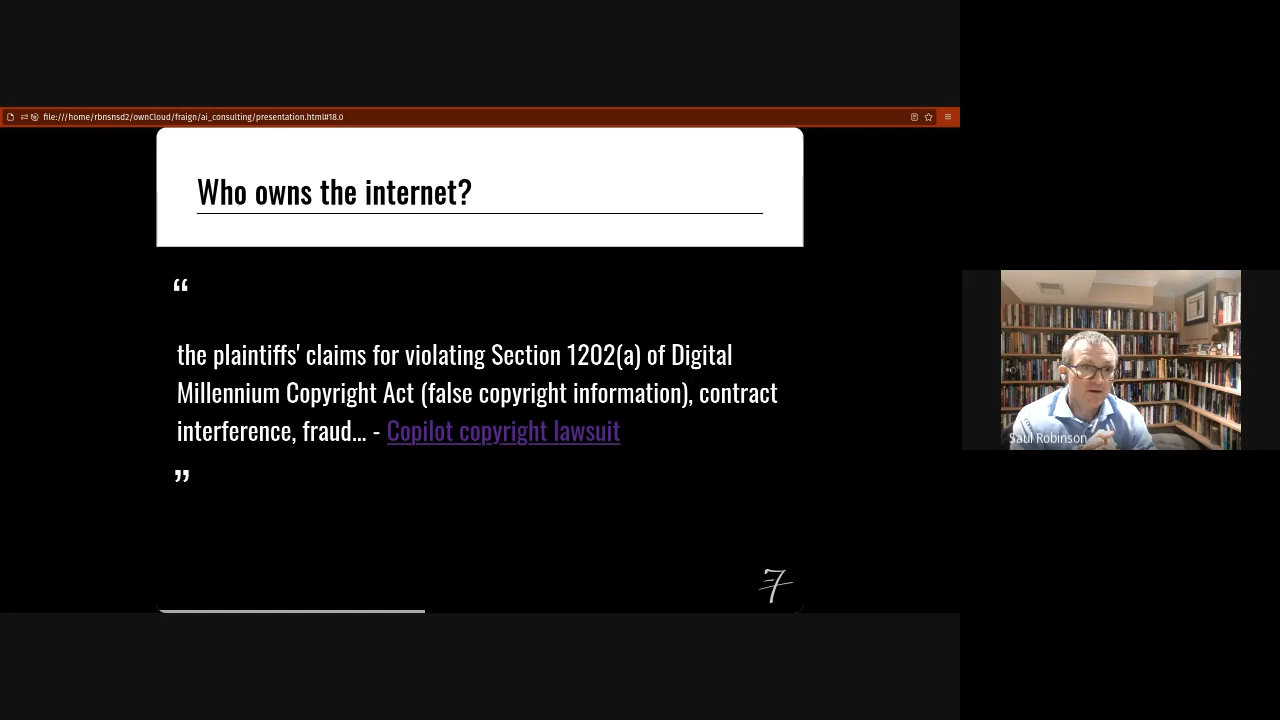 file:///home/rbnsnsd2/ownCloud/fraign/ai_consulting/presentation.html#18.0
Who owns the internet?
“
the plaintiffs' claims for violating Section 1202(a) of Digital
Millennium Copyright Act (false copyright information), contract
interference, fraud... - Copilot copyright lawsuit
”
Saul Robinson